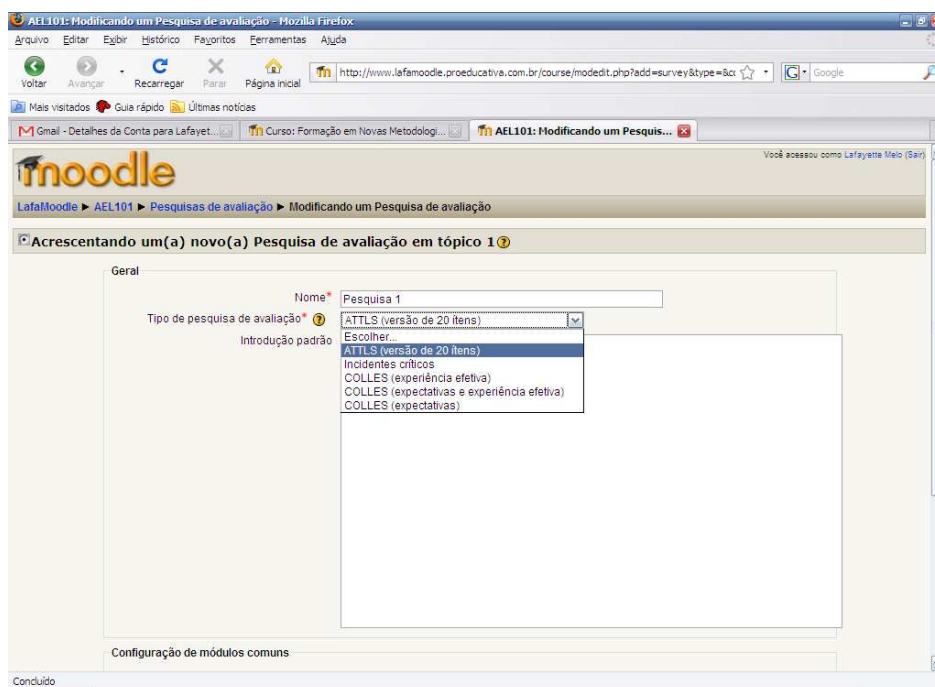 AEL101: Modificando um Pesquisa de avaliação - Mozilla Firefox
Arquivo Editar Exibir Histórico Favoritos Ferramentas Ajuda
Voltar Avançar Recarregar Parar Página inicial
http://www.lafamoodle.proeducativa.com.br/course/modedit.php?add=survey&type=&cc
G Google
Mais visitados Guia rápido Últimas notícias
Gmail - Detalhes da Conta para Lafayet... Curso: Formação em Novas Metodologi... AEL101: Modificando um Pesquis...
moodle
Você acessou como Lafayette Melo (Sair)
LafaMoodle ► AEL101 ► Pesquisas de avaliação ► Modificando um Pesquisa de avaliação
Acrescentando um(a) novo(a) Pesquisa de avaliação em tópico 1 ?
Geral
Nome* Pesquisa 1
Tipo de pesquisa de avaliação* ? ATTLS (versão de 20 ítens)
Introdução padrão
Escolher...
ATTLS (versão de 20 ítens)
Incidentes críticos
COLLES (experiência efetiva)
COLLES (expectativas e experiência efetiva)
COLLES (expectativas)
Configuração de módulos comuns
Concluído